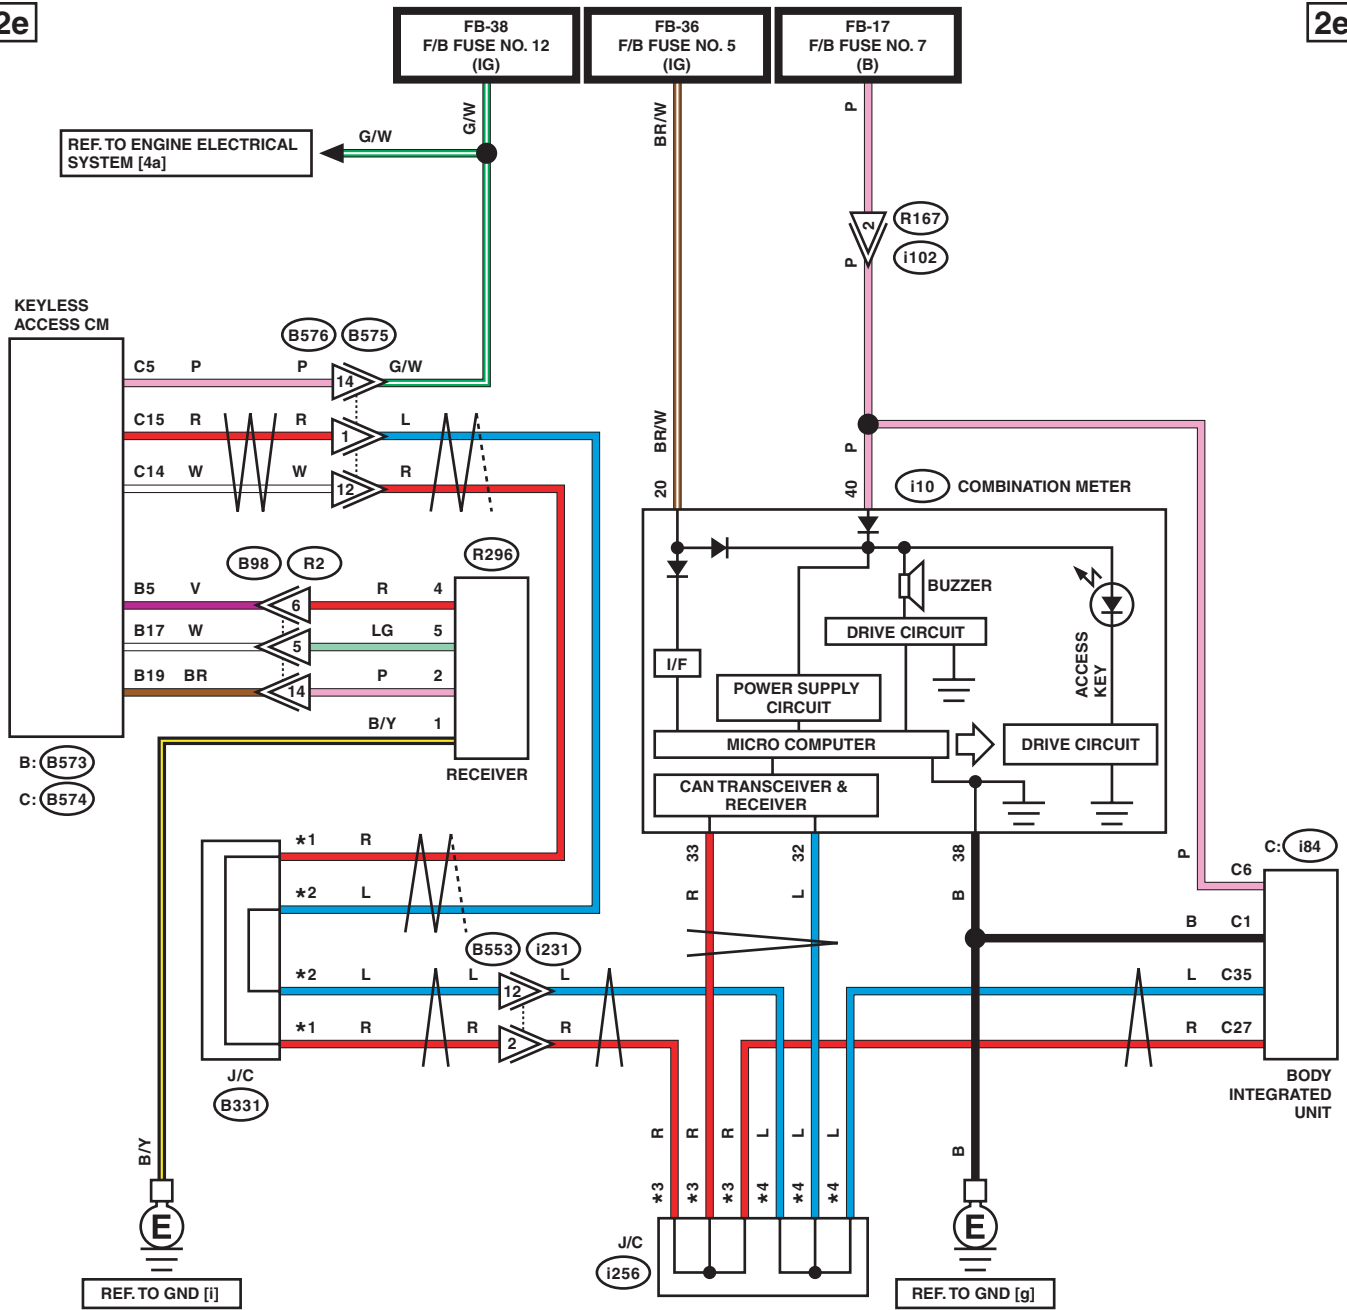 2e
2e
FB-38
F/B FUSE NO. 12
(IG)
FB-36
F/B FUSE NO. 5
(IG)
FB-17
F/B FUSE NO. 7
(B)
G/W
BR/W
P
REF. TO ENGINE ELECTRICAL
SYSTEM [4a]
G/W
2
R167
i102
P
KEYLESS
ACCESS CM
B576
B575
C5
P
P
14
G/W
C15
R
R
1
L
C14
W
W
12
R
BR/W
P
20
40
i10
COMBINATION METER
B98
R2
R296
B5
V
6
R
4
B17
W
5
LG
5
B19
BR
14
P
2
B/Y
1
RECEIVER
B:
B573
C:
B574
BUZZER
DRIVE CIRCUIT
I/F
ACCESS
KEY
POWER SUPPLY
CIRCUIT
MICRO COMPUTER
DRIVE CIRCUIT
CAN TRANSCEIVER &
RECEIVER
33
32
38
R
L
B
P
C:
i84
C6
B
C1
L
C35
R
C27
BODY
INTEGRATED
UNIT
*1
R
*2
L
B553
i231
*2
L
L
12
L
*1
R
R
2
R
J/C
B331
B/Y
R
R
R
L
L
L
B
*3
*3
*3
*4
*4
*4
E
REF. TO GND [i]
J/C
i256
E
REF. TO GND [g]